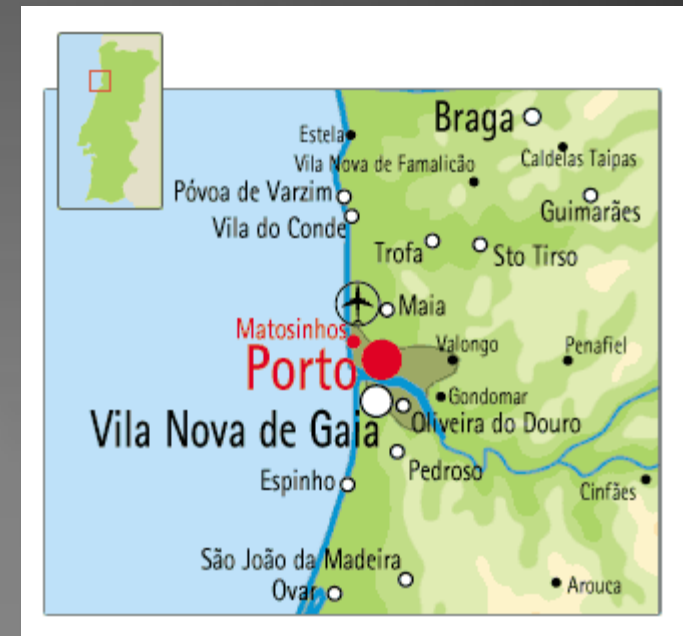 Braga
Estela
Vila Nova de Famalicão
Caldelas Taipas
Póvoa de Varzim
Guimarães
Vila do Conde
Trofa
Sto Tirso
Maia
Matosinhos
Porto
Valongo
Penafiel
Gondomar
Vila Nova de Gaia
Oliveira do Douro
Pedroso
Espinho
Cinfães
São João da Madeira
Ovar
Arouca